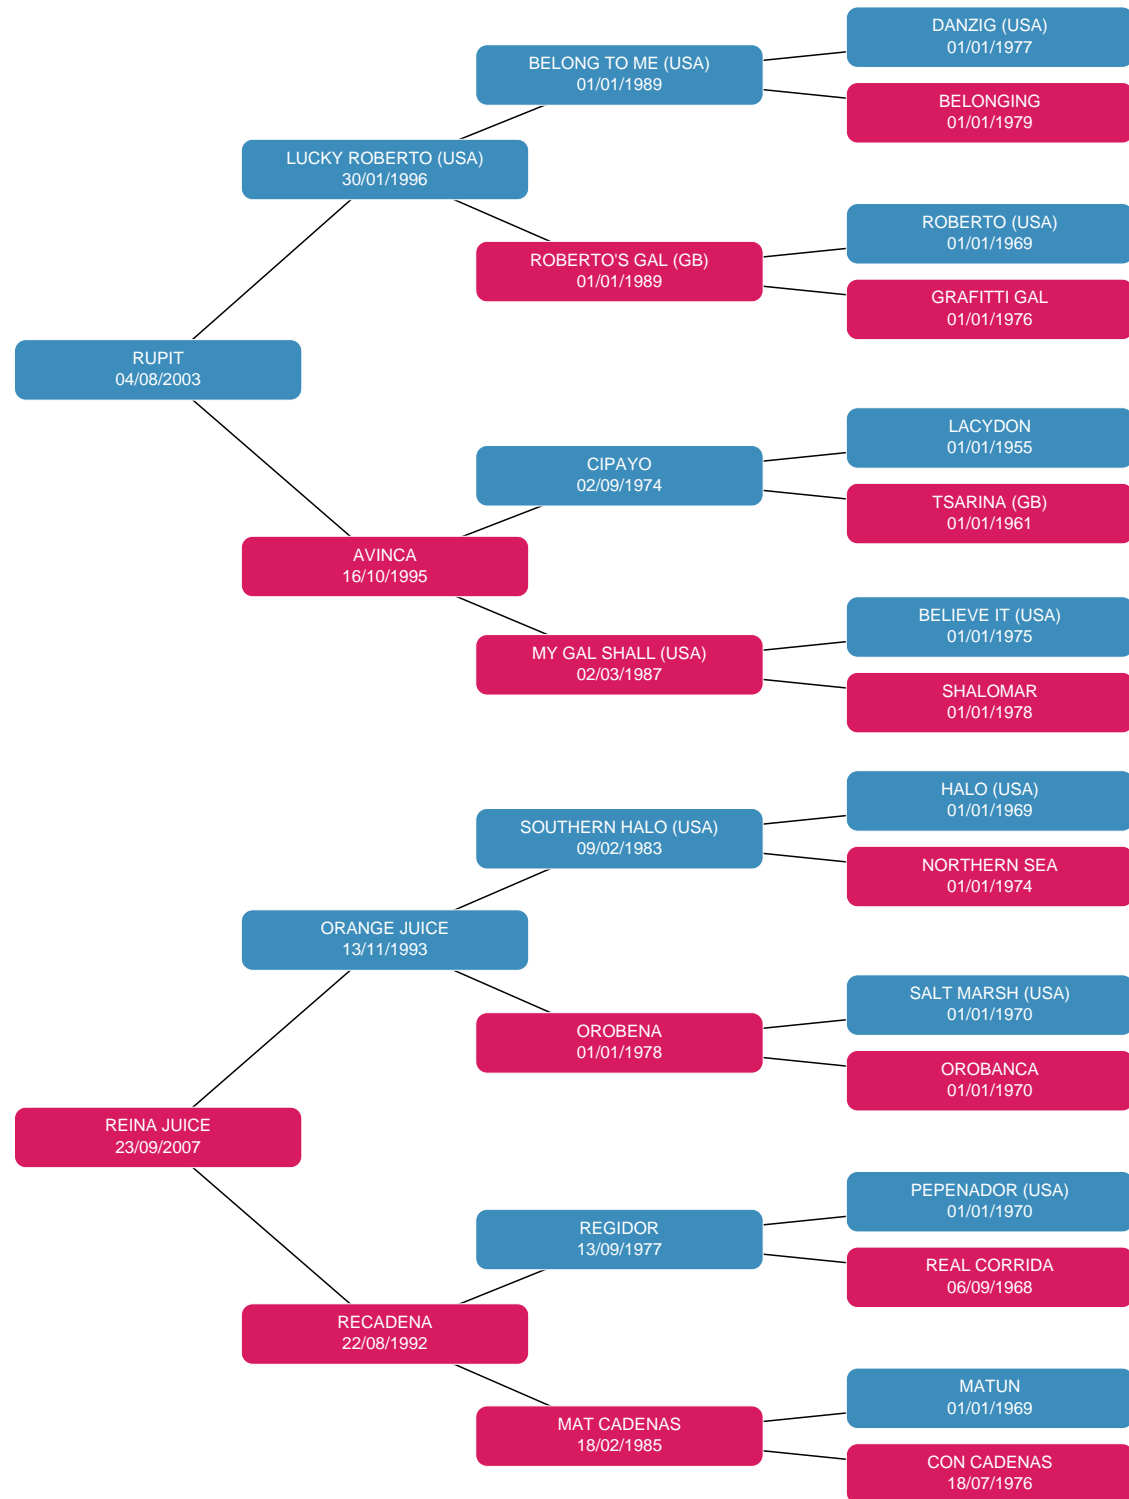 DANZIG (USA)
01/01/1977
BELONG TO ME (USA)
01/01/1989
BELONGING
01/01/1979
LUCKY ROBERTO (USA)
30/01/1996
ROBERTO (USA)
01/01/1969
ROBERTO'S GAL (GB)
01/01/1989
GRAFITTI GAL
01/01/1976
RUPIT
04/08/2003
LACYDON
01/01/1955
CIPAYO
02/09/1974
TSARINA (GB)
01/01/1961
AVINCA
16/10/1995
BELIEVE IT (USA)
01/01/1975
MY GAL SHALL (USA)
02/03/1987
SHALOMAR
01/01/1978
HALO (USA)
01/01/1969
SOUTHERN HALO (USA)
09/02/1983
NORTHERN SEA
01/01/1974
ORANGE JUICE
13/11/1993
SALT MARSH (USA)
01/01/1970
OROBENA
01/01/1978
OROBANCA
01/01/1970
REINA JUICE
23/09/2007
PEPENADOR (USA)
01/01/1970
REGIDOR
13/09/1977
REAL CORRIDA
06/09/1968
RECADENA
22/08/1992
MATUN
01/01/1969
MAT CADENAS
18/02/1985
CON CADENAS
18/07/1976